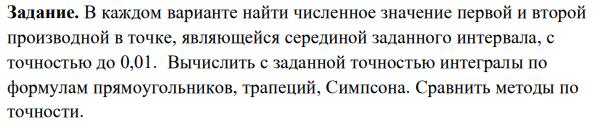 Задание. В каждом варианте найти численное значение первой и второй
производной в точке, являющейся серединой заданного интервала, с
точностью до 0,01. Вычислить с заданной точностью интегралы по
формулам прямоугольников, трапеций, Симпсона. Сравнить методы по
точности.